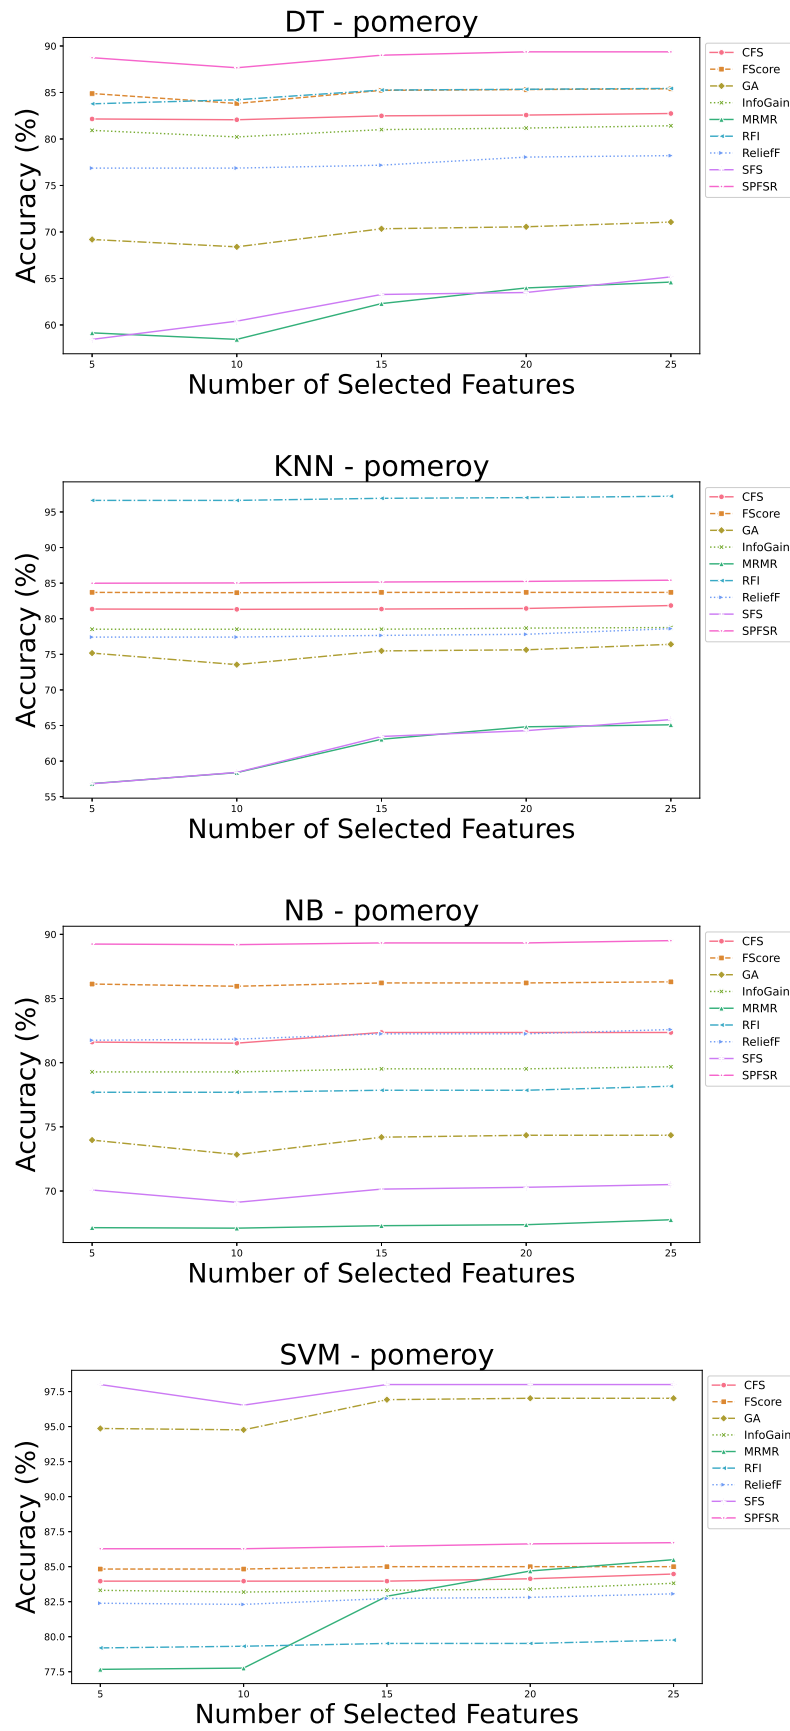 DT - pomeroy
Accuracy (%)
90
85
80
75
70
65
60
5 10 15 20 25
Number of Selected Features
CFS
FScore
GA
InfoGain
MRMR
RFI
ReliefF
SFS
SPFSR
KNN - pomeroy
Accuracy (%)
95
90
85
80
75
70
65
60
55
5 10 15 20 25
Number of Selected Features
CFS
FScore
GA
InfoGain
MRMR
RFI
ReliefF
SFS
SPFSR
NB - pomeroy
Accuracy (%)
90
85
80
75
70
5 10 15 20 25
Number of Selected Features
CFS
FScore
GA
InfoGain
MRMR
RFI
ReliefF
SFS
SPFSR
SVM - pomeroy
Accuracy (%)
97.5
95.0
92.5
90.0
87.5
85.0
82.5
80.0
77.5
5 10 15 20 25
Number of Selected Features
CFS
FScore
GA
InfoGain
MRMR
RFI
ReliefF
SFS
SPFSR